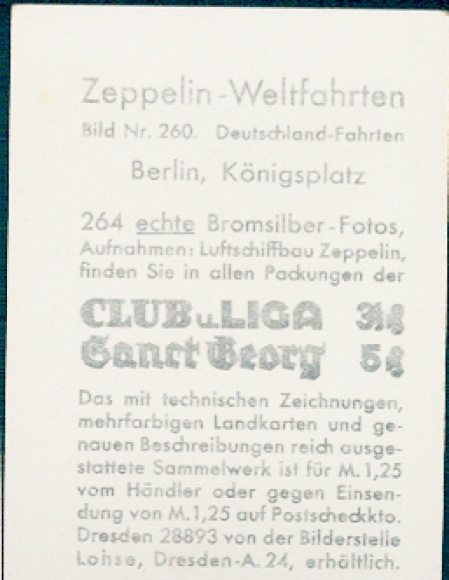 Zeppelin-Weltfahrten
Bild Nr. 260. Deutschland-Fahrten
Berlin, Königsplatz
264 echte Bromsilber-Fotos,
Aufnahmen: Luftschiffbau Zeppelin,
finden Sie in allen Packungen der
CLUB u. LIGA
Sanct Georg 5₰
Das mit technischen Zeichnungen,
mehrfarbigen Landkarten und ge-
nauen Beschreibungen reich ausge-
stattete Sammelwerk ist für M. 1,25
vom Händler oder gegen Einsen-
dung von M. 1,25 auf Postscheckkto.
Dresden 28893 von der Bilderstelle
Lohse, Dresden-A. 24, erhältlich.